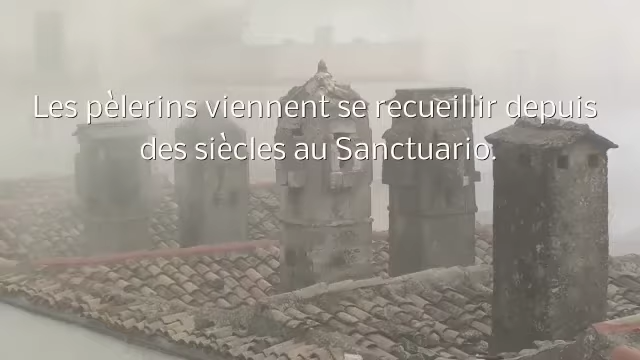 Les pèlerins viennent se recueillir depuis
des siècles au Sanctuario.